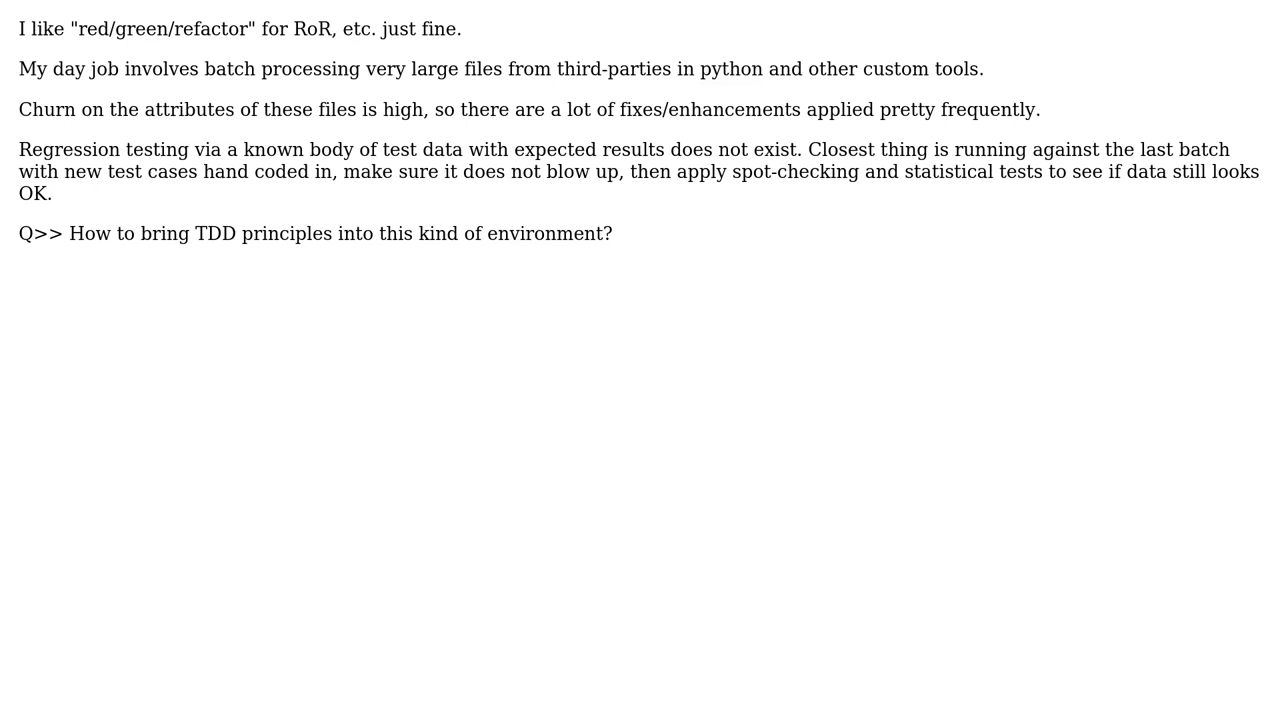 I like "red/green/refactor" for RoR, etc. just fine.
My day job involves batch processing very large files from third-parties in python and other custom tools.
Churn on the attributes of these files is high, so there are a lot of fixes/enhancements applied pretty frequently.
Regression testing via a known body of test data with expected results does not exist. Closest thing is running against the last batch
with new test cases hand coded in, make sure it does not blow up, then apply spot-checking and statistical tests to see if data still looks
OK.
Q>> How to bring TDD principles into this kind of environment?